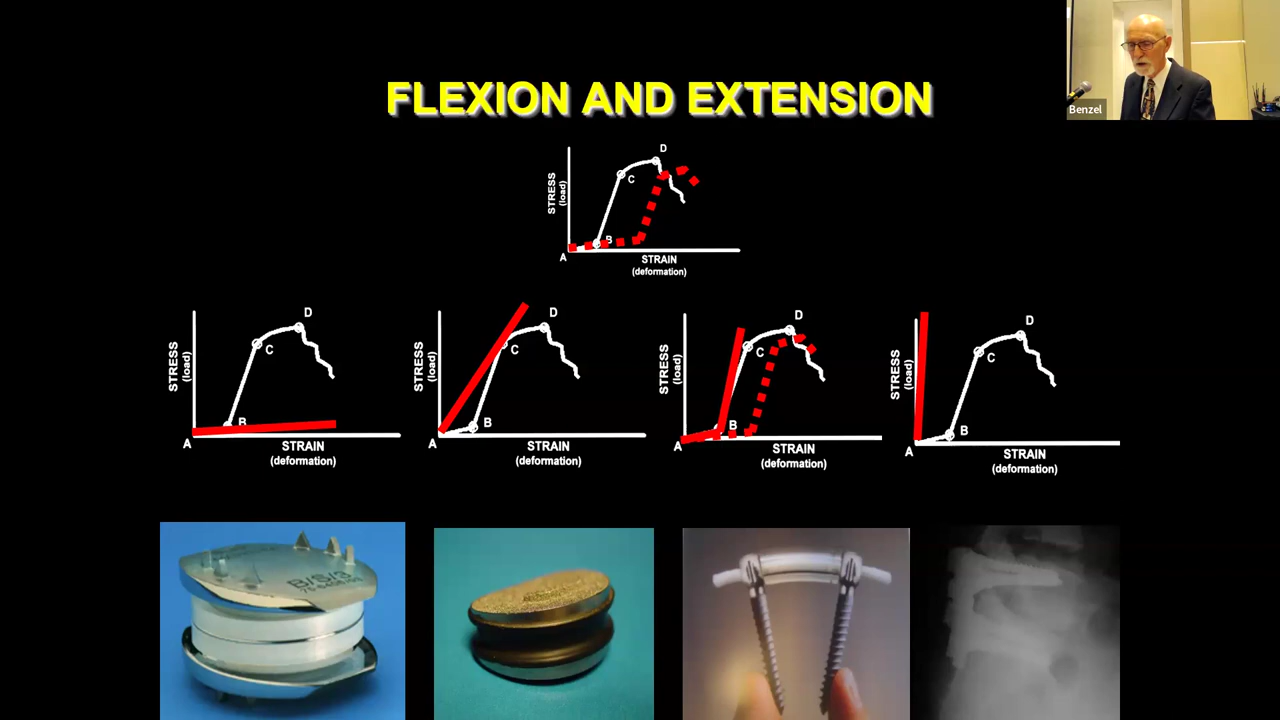 Benzel
FLEXION AND EXTENSION
D
C
B
A
STRESS
(load)
STRAIN
(deformation)
D
C
B
A
STRESS
(load)
STRAIN
(deformation)
D
C
B
A
STRESS
(load)
STRAIN
(deformation)
D
C
B
A
STRESS
(load)
STRAIN
(deformation)
D
C
B
A
STRESS
(load)
STRAIN
(deformation)
B/S/3